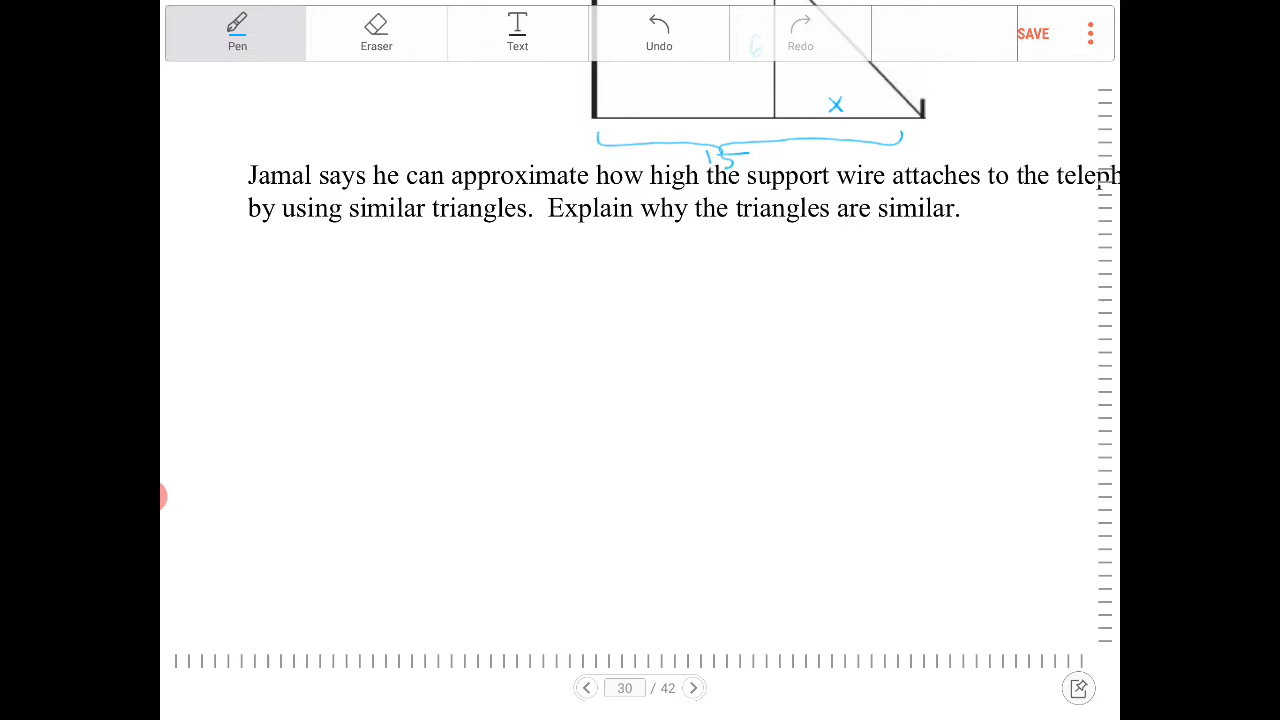 Pen Eraser Text Undo Redo SAVE
6
x
15
Jamal says he can approximate how high the support wire attaches to the teleph
by using similar triangles. Explain why the triangles are similar.
30 / 42